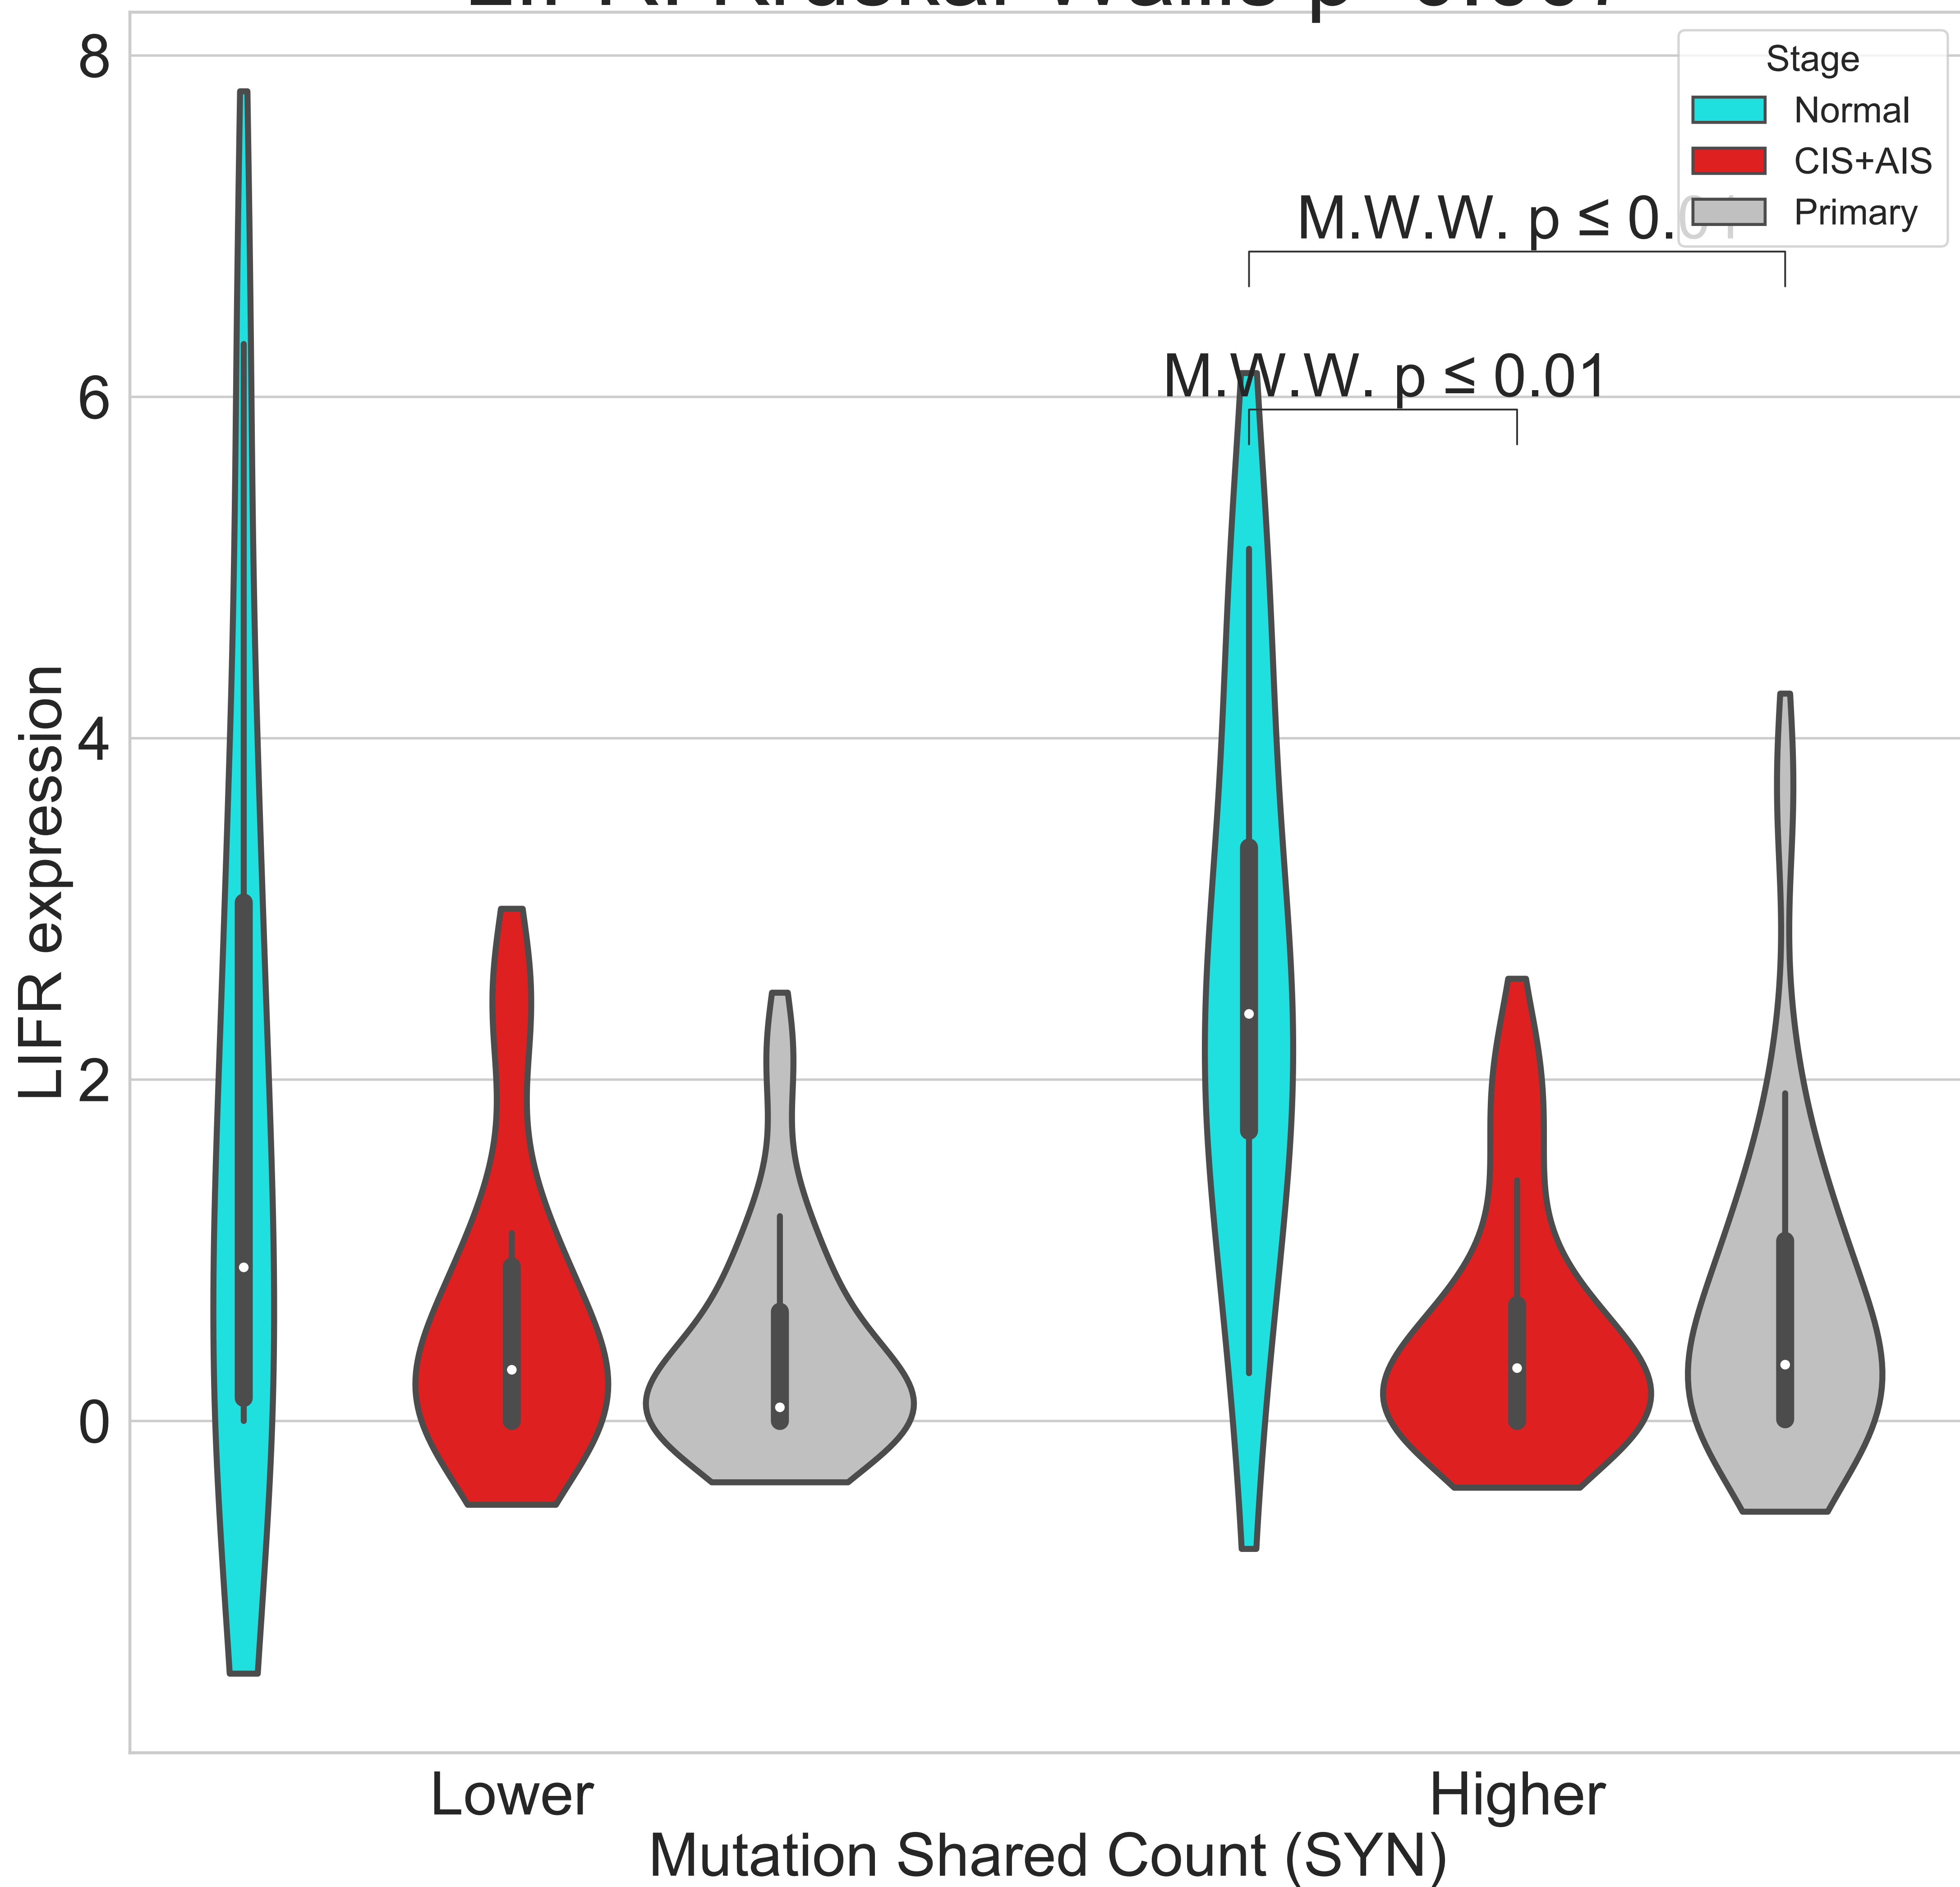 8
Stage
Normal
CIS+AIS
Primary
M.W.W. p ≤ 0.01
M.W.W. p ≤ 0.01
6
4
2
0
LIFR expression
Lower
Higher
Mutation Shared Count (SYN)